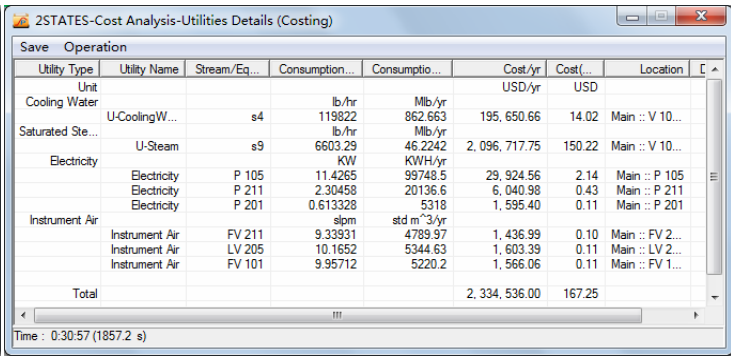 2STATES-Cost Analysis-Utilities Details (Costing)
Save Operation
Utility Type Utility Name Stream/Eq... Consumption... Consumptio... Cost/yr Cost(... Location
Unit USD/yr USD
Cooling Water lb/hr Mlb/yr
U-CoolingW... s4 119822 862.663 195, 650.66 14.02 Main :: V 10...
Saturated Ste... lb/hr Mlb/yr
U-Steam s9 6603.29 46.2242 2, 096, 717.75 150.22 Main :: V 10...
Electricity KW KWH/yr
Electricity P 105 11.4265 99748.5 29, 924.56 2.14 Main :: P 105
Electricity P 211 2.30458 20136.6 6, 040.98 0.43 Main :: P 211
Electricity P 201 0.613328 5318 1, 595.40 0.11 Main :: P 201
Instrument Air slpm std m^3/yr
Instrument Air FV 211 9.33931 4789.97 1, 436.99 0.10 Main :: FV 2...
Instrument Air LV 205 10.1652 5344.63 1, 603.39 0.11 Main :: LV 2...
Instrument Air FV 101 9.95712 5220.2 1, 566.06 0.11 Main :: FV 1...
Total 2, 334, 536.00 167.25
Time : 0:30:57 (1857.2 s)